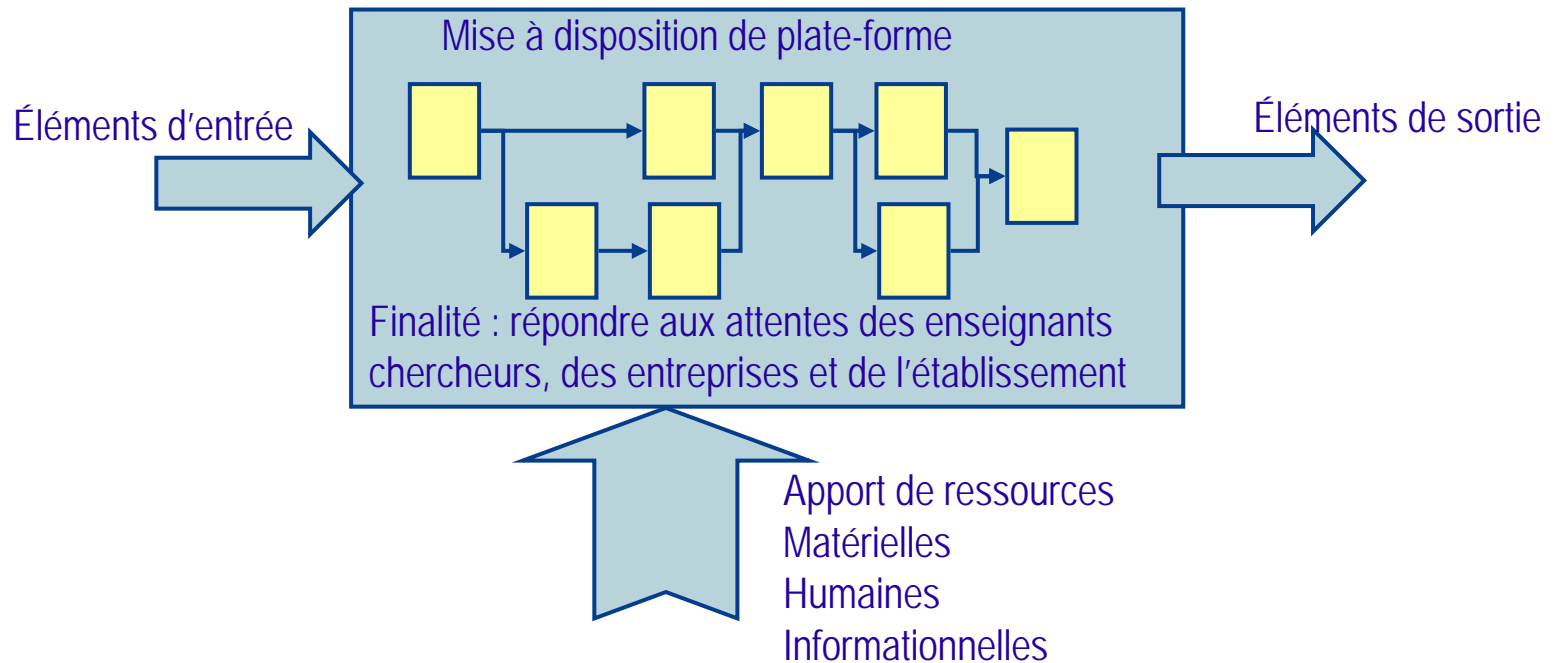 Mise à disposition de plate-forme
Éléments d'entrée
Éléments de sortie
Finalité : répondre aux attentes des enseignants
chercheurs, des entreprises et de l'établissement
Apport de ressources
Matérielles
Humaines
Informationnelles